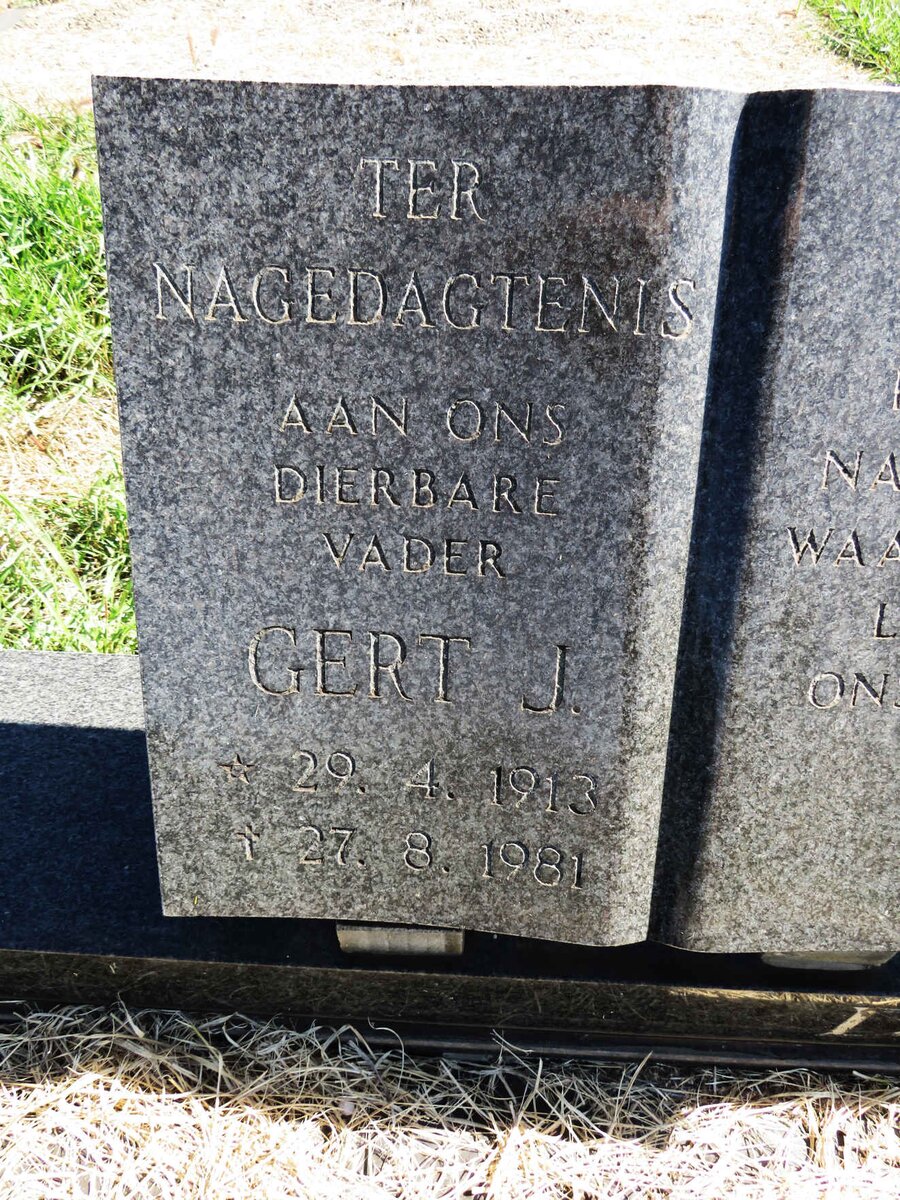 TER
NAGEDAGTENIS
AAN ONS
DIERBARE
VADER
GERT J.
☆ 29. 4. 1913
✝ 27. 8. 1981